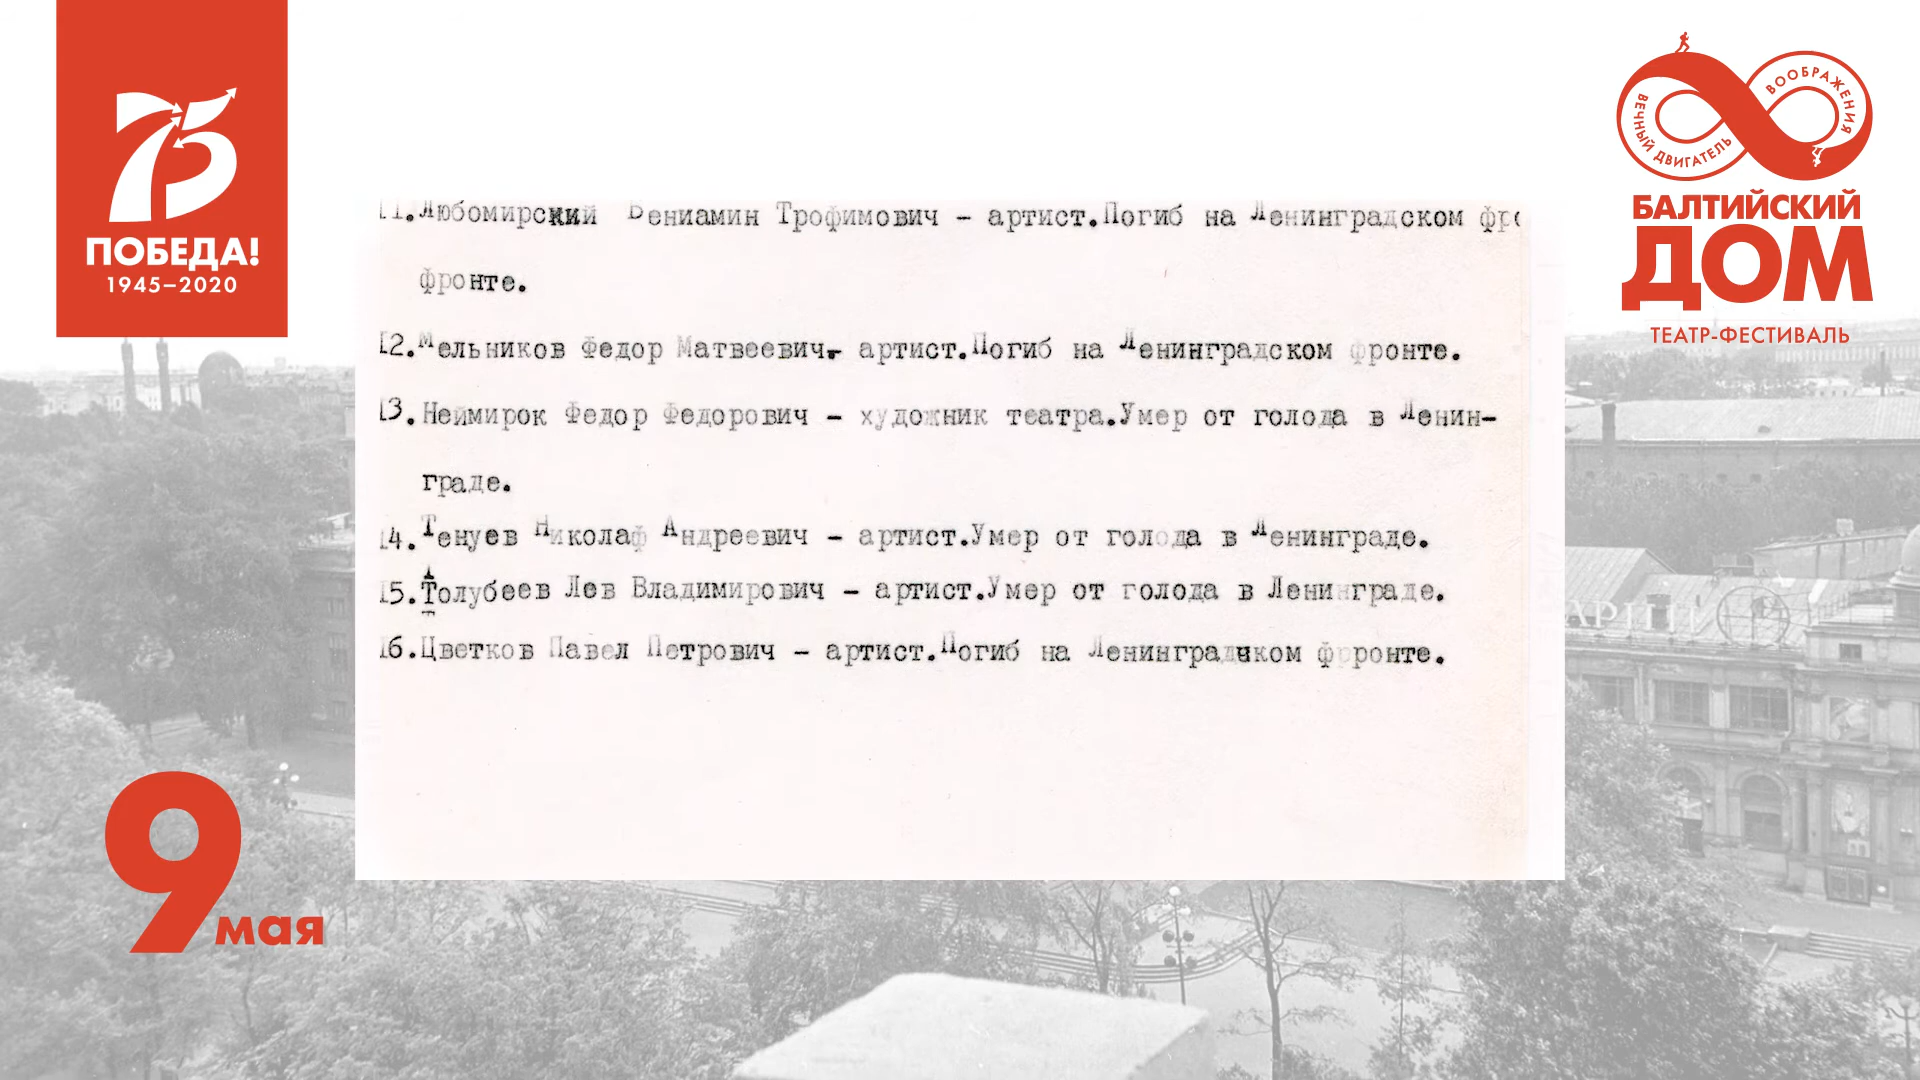 75
ПОБЕДА!
1945–2020
ВЕЧНЫЙ ДВИГАТЕЛЬ
ВООБРАЖЕНИЯ
БАЛТИЙСКИЙ
ДОМ
ТЕАТР-ФЕСТИВАЛЬ
11.Любомирский Вениамин Трофимович - артист.Погиб на Ленинградском фро
фронте.
12.Мельников Федор Матвеевич- артист.Погиб на Ленинградском фронте.
13.Неймирок Федор Федорович - художник театра.Умер от голода в Ленин-
граде.
14.Тенуев Николаф Андреевич - артист.Умер от голода в Ленинграде.
15.Толубеев Лев Владимирович - артист.Умер от голода в Ленинграде.
16.Цветков Павел Петрович - артист.Погиб на Ленинградчком фронте.
9 мая